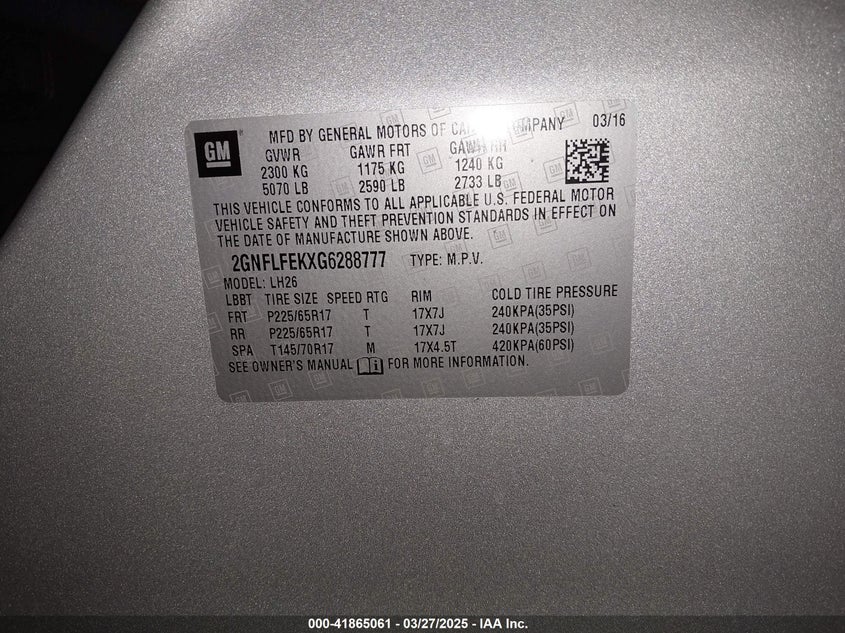 GM
MFD BY GENERAL MOTORS OF COMPANY 03/16
GVWR GAWR FRT GAWR RR
2300 KG 1175 KG 1240 KG
5070 LB 2590 LB 2733 LB
THIS VEHICLE CONFORMS TO ALL APPLICABLE U.S. FEDERAL MOTOR
VEHICLE SAFETY AND THEFT PREVENTION STANDARDS IN EFFECT ON
THE DATE OF MANUFACTURE SHOWN ABOVE.
2GNFLFEKXG6288777 TYPE: M.P.V.
MODEL: LH26
LBBT TIRE SIZE SPEED RTG RIM COLD TIRE PRESSURE
FRT P225/65R17 T 17X7J 240KPA(35PSI)
RR P225/65R17 T 17X7J 240KPA(35PSI)
SPA T145/70R17 M 17X4.5T 420KPA(60PSI)
SEE OWNER'S MANUAL FOR MORE INFORMATION.
000-41865061 - 03/27/2025 - IAA Inc.